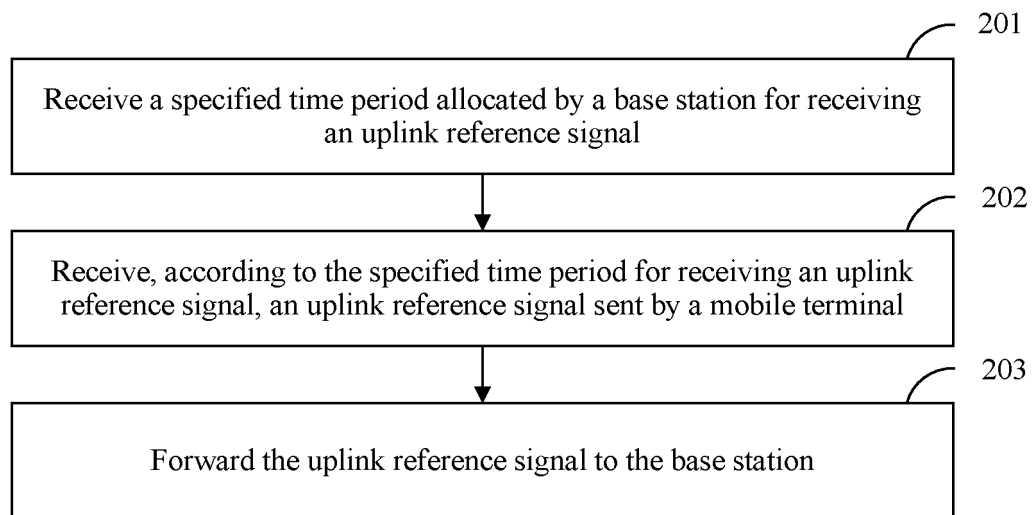 201
Receive a specified time period allocated by a base station for receiving
an uplink reference signal
202
Receive, according to the specified time period for receiving an uplink
reference signal, an uplink reference signal sent by a mobile terminal
203
Forward the uplink reference signal to the base station